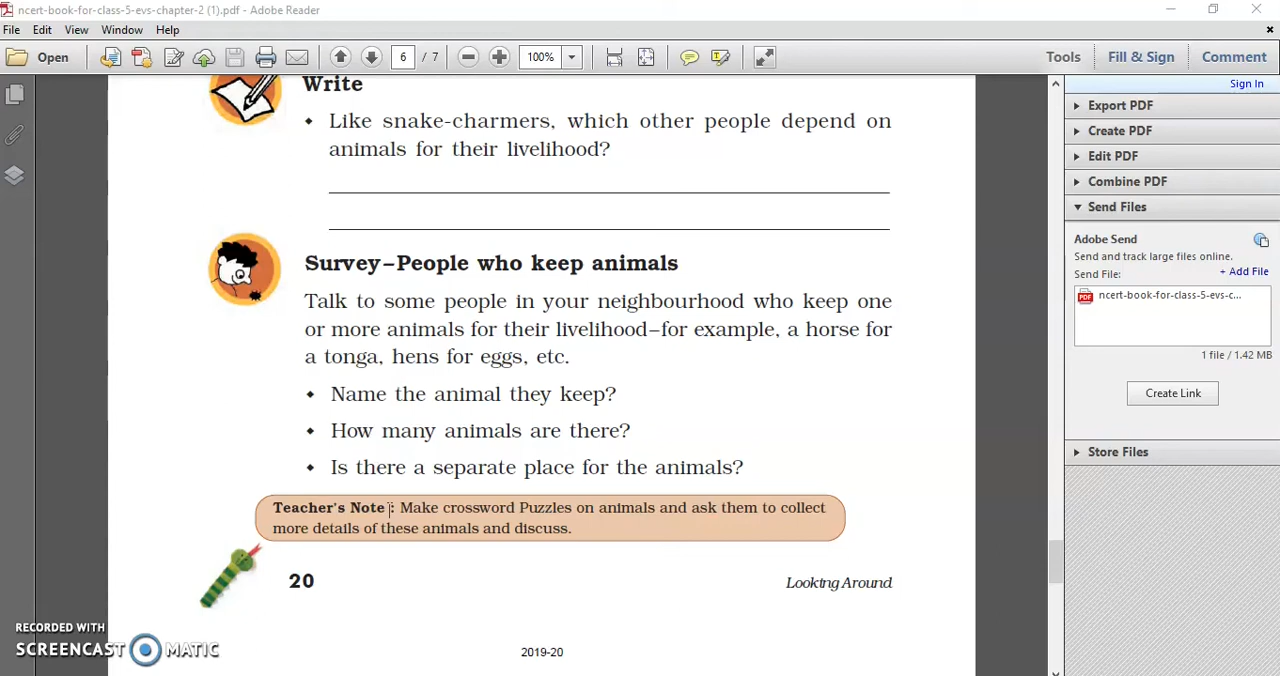 ncert-book-for-class-5-evs-chapter-2 (1).pdf - Adobe Reader
File Edit View Window Help
Open 6 / 7 100% Tools Fill & Sign Comment
Sign In
Export PDF
Create PDF
Edit PDF
Combine PDF
Send Files
Adobe Send
Send and track large files online.
Send File:
+ Add File
PDF ncert-book-for-class-5-evs-c...
1 file / 1.42 MB
Create Link
Store Files
Write
• Like snake-charmers, which other people depend on
animals for their livelihood?
Survey–People who keep animals
Talk to some people in your neighbourhood who keep one
or more animals for their livelihood–for example, a horse for
a tonga, hens for eggs, etc.
• Name the animal they keep?
• How many animals are there?
• Is there a separate place for the animals?
Teacher's Note : Make crossword Puzzles on animals and ask them to collect
more details of these animals and discuss.
20
Looking Around
2019-20
RECORDED WITH
SCREENCAST MATIC